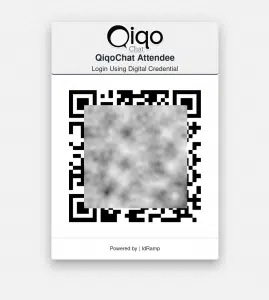 Qiqo
Chat
QiqoChat Attendee
Login Using Digital Credential
Powered by | IdRamp